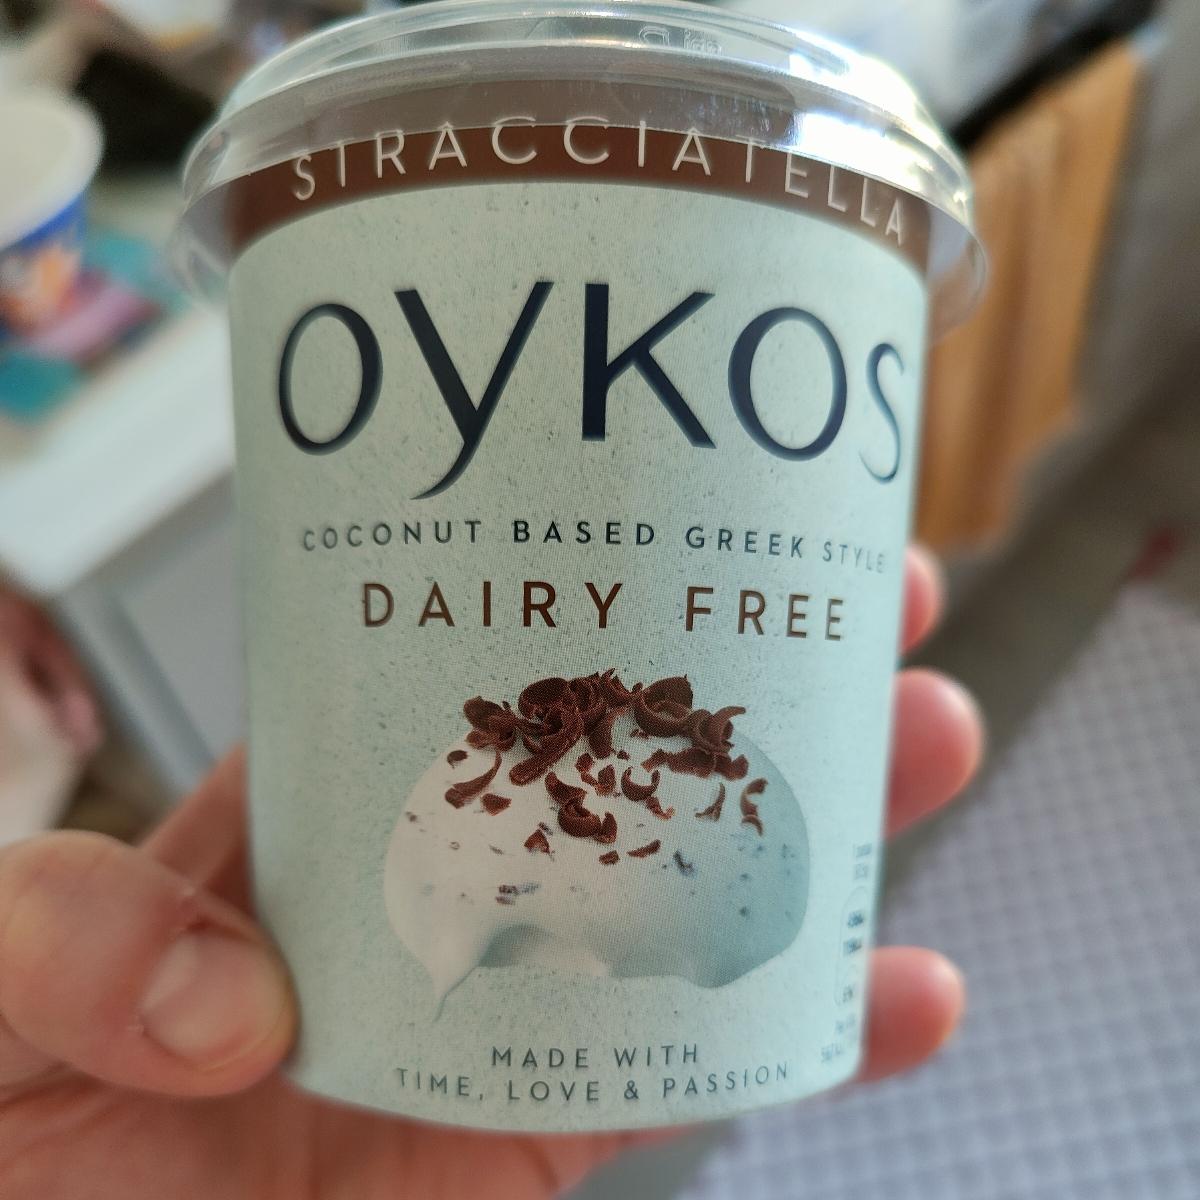 STRACCIATELLA
OYKOS
COCONUT BASED GREEK STYLE
DAIRY FREE
MADE WITH
TIME, LOVE & PASSION